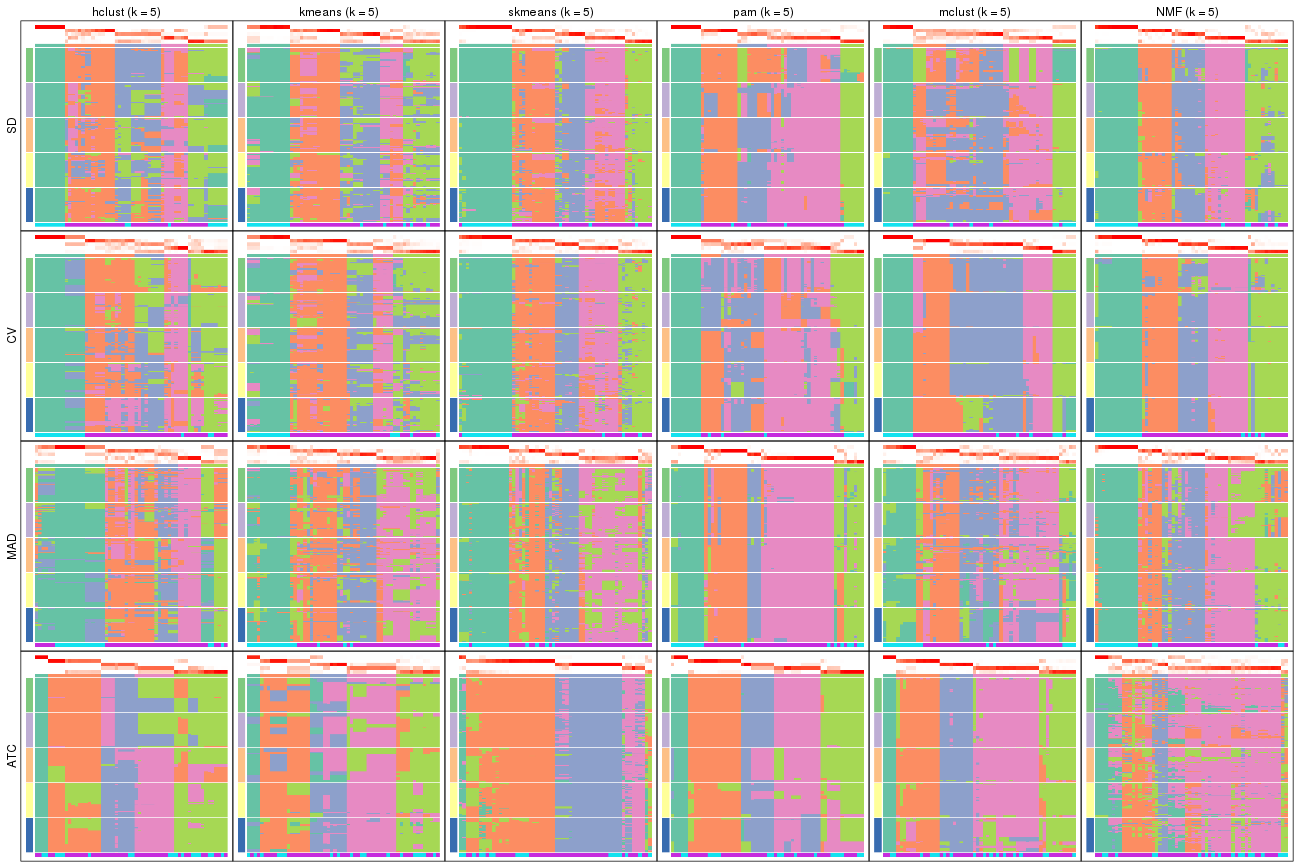 hclust (k = 5) kmeans (k = 5) skmeans (k = 5) pam (k = 5) mclust (k = 5) NMF (k = 5)
SD
CV
MAD
ATC